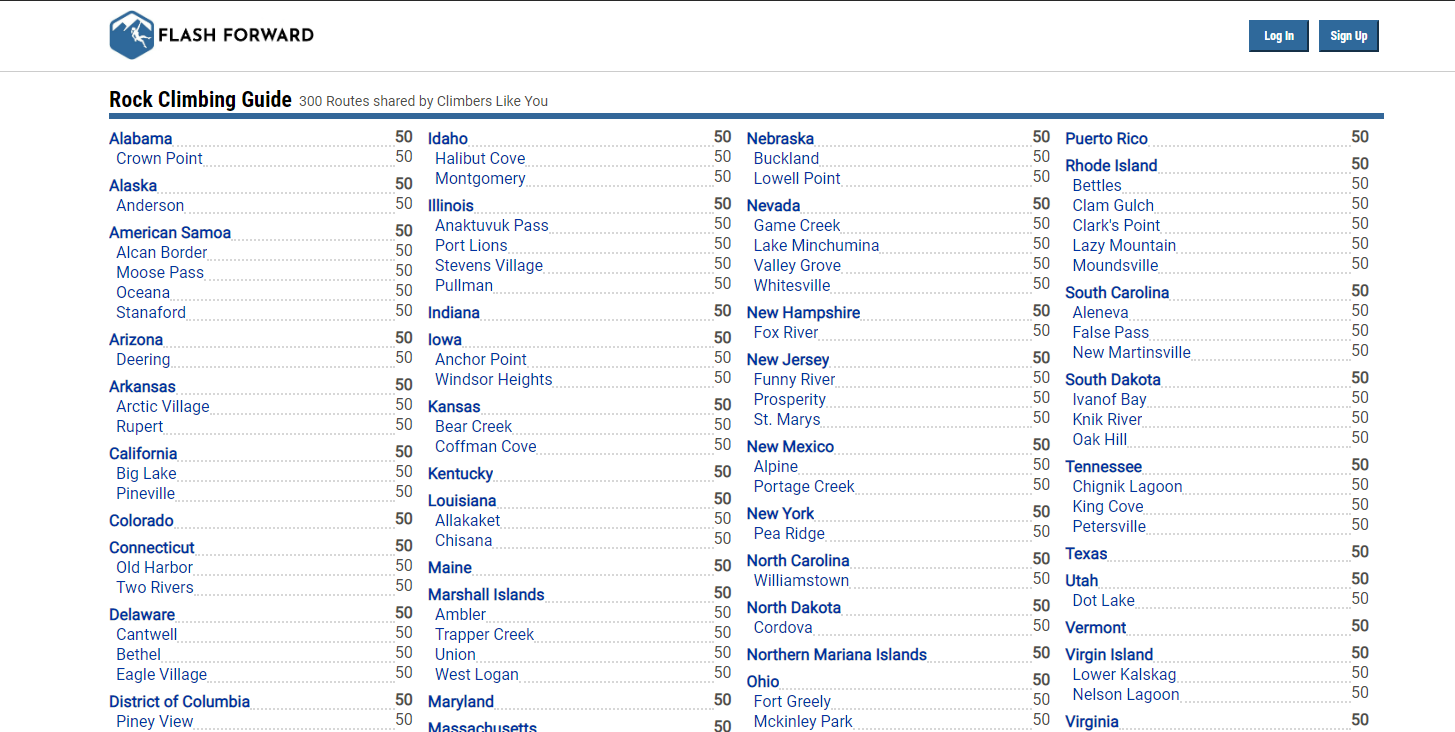 FLASH FORWARD
Log In
Sign Up
Rock Climbing Guide 300 Routes shared by Climbers Like You
Alabama 50
Crown Point 50
Alaska 50
Anderson 50
American Samoa 50
Alcan Border 50
Moose Pass 50
Oceana 50
Stanaford 50
Arizona 50
Deering 50
Arkansas 50
Arctic Village 50
Rupert 50
California 50
Big Lake 50
Pineville 50
Colorado 50
Connecticut 50
Old Harbor 50
Two Rivers 50
Delaware 50
Cantwell 50
Bethel 50
Eagle Village 50
District of Columbia 50
Piney View 50
Idaho 50
Halibut Cove 50
Montgomery 50
Illinois 50
Anaktuvuk Pass 50
Port Lions 50
Stevens Village 50
Pullman 50
Indiana 50
Iowa 50
Anchor Point 50
Windsor Heights 50
Kansas 50
Bear Creek 50
Coffman Cove 50
Kentucky 50
Louisiana 50
Allakaket 50
Chisana 50
Maine 50
Marshall Islands 50
Ambler 50
Trapper Creek 50
Union 50
West Logan 50
Maryland 50
Massachusetts 50
Nebraska 50
Buckland 50
Lowell Point 50
Nevada 50
Game Creek 50
Lake Minchumina 50
Valley Grove 50
Whitesville 50
New Hampshire 50
Fox River 50
New Jersey 50
Funny River 50
Prosperity 50
St. Marys 50
New Mexico 50
Alpine 50
Portage Creek 50
New York 50
Pea Ridge 50
North Carolina 50
Williamstown 50
North Dakota 50
Cordova 50
Northern Mariana Islands 50
Ohio 50
Fort Greely 50
Mckinley Park 50
Puerto Rico 50
Rhode Island 50
Bettles 50
Clam Gulch 50
Clark's Point 50
Lazy Mountain 50
Moundsville 50
South Carolina 50
Aleneva 50
False Pass 50
New Martinsville 50
South Dakota 50
Ivanof Bay 50
Knik River 50
Oak Hill 50
Tennessee 50
Chignik Lagoon 50
King Cove 50
Petersville 50
Texas 50
Utah 50
Dot Lake 50
Vermont 50
Virgin Island 50
Lower Kalskag 50
Nelson Lagoon 50
Virginia 50